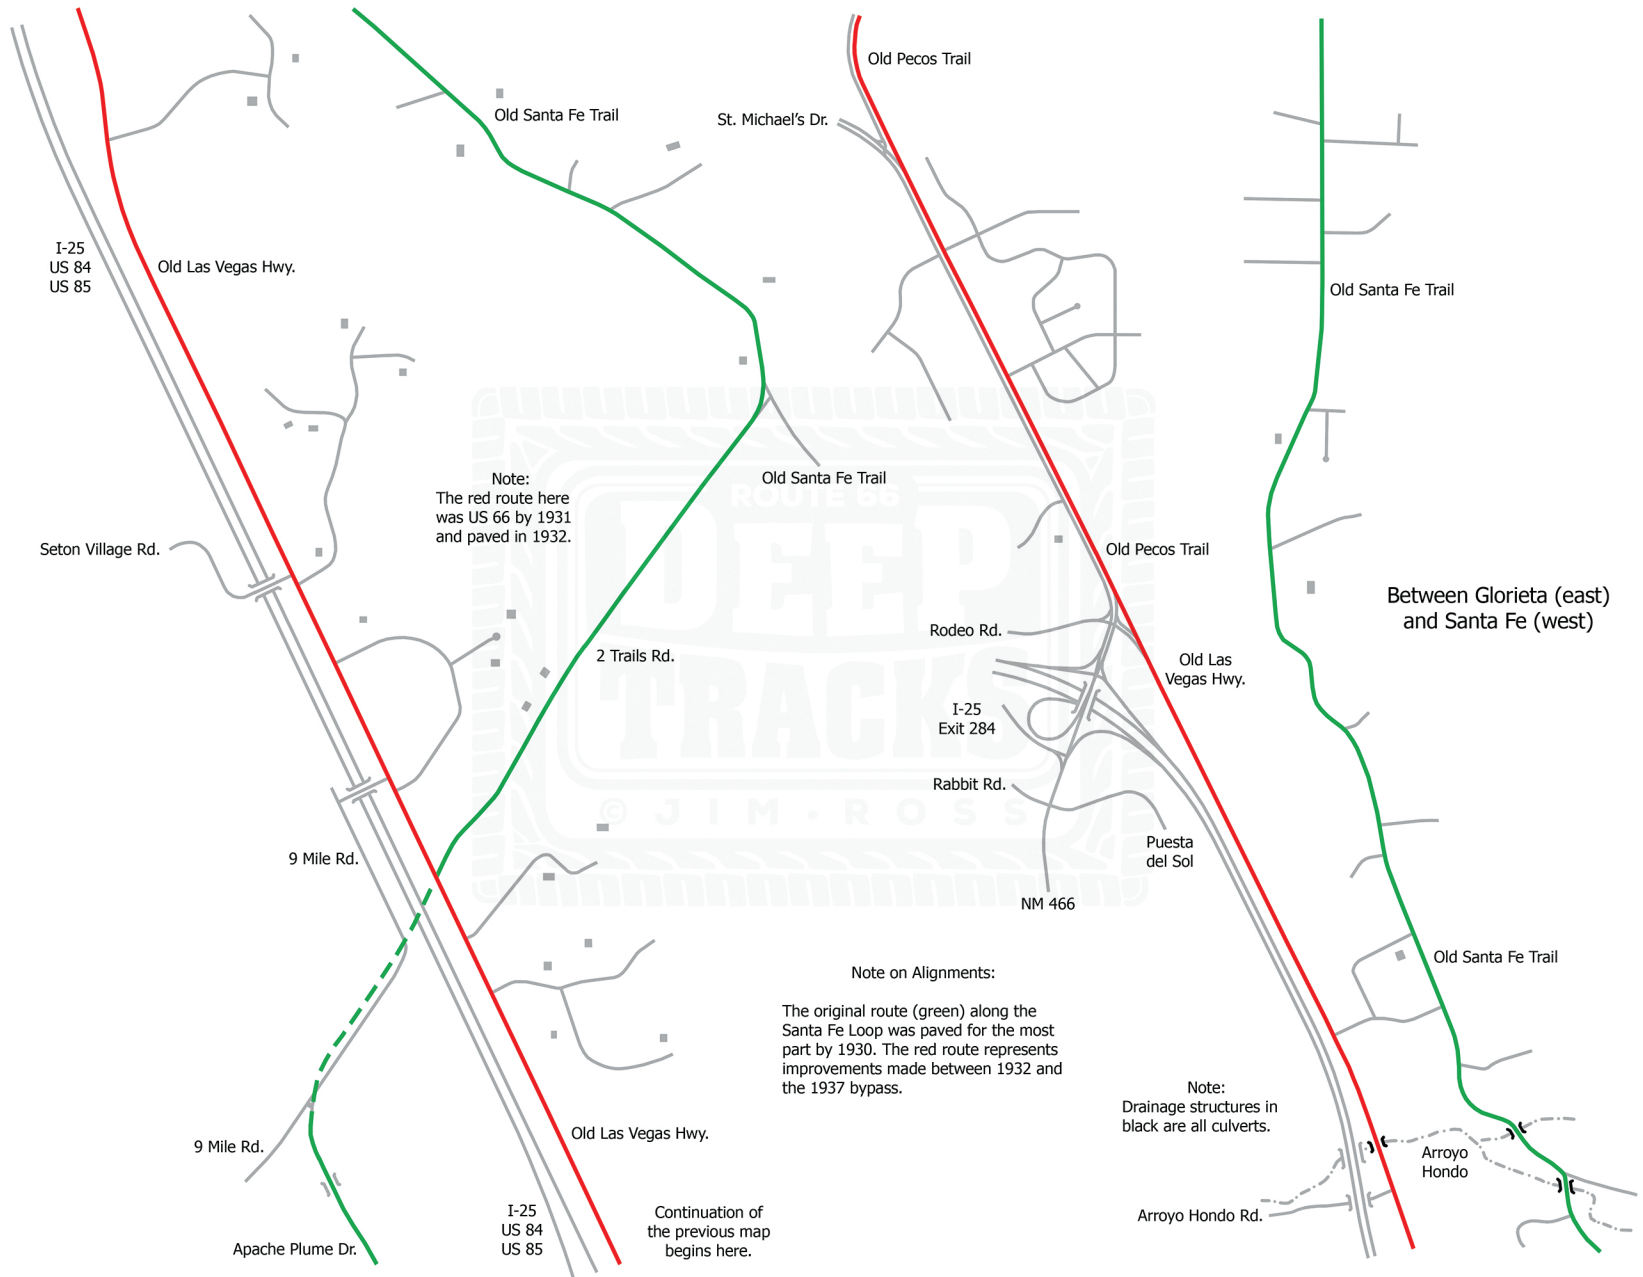 Old Pecos Trail
St. Michael's Dr.
Old Santa Fe Trail
I-25
US 84
US 85
Old Las Vegas Hwy.
Old Santa Fe Trail
Note:
The red route here
was US 66 by 1931
and paved in 1932.
Old Santa Fe Trail
ROUTE 66
DEEP
TRACKS
© JIM · ROSS
Seton Village Rd.
Old Pecos Trail
Between Glorieta (east)
and Santa Fe (west)
Rodeo Rd.
2 Trails Rd.
Old Las
Vegas Hwy.
I-25
Exit 284
Rabbit Rd.
Puesta
del Sol
9 Mile Rd.
NM 466
Old Santa Fe Trail
Note on Alignments:
The original route (green) along the
Santa Fe Loop was paved for the most
part by 1930. The red route represents
improvements made between 1932 and
the 1937 bypass.
Note:
Drainage structures in
black are all culverts.
Old Las Vegas Hwy.
9 Mile Rd.
Arroyo
Hondo
I-25
US 84
US 85
Continuation of
the previous map
begins here.
Arroyo Hondo Rd.
Apache Plume Dr.